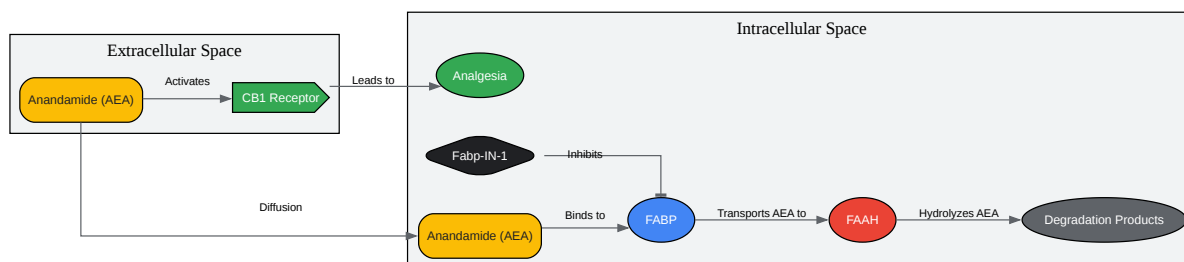 Intracellular Space
Extracellular Space
Activates
Leads to
Analgesia
Anandamide (AEA)
CB1 Receptor
Fabp-IN-1
Inhibits
Diffusion
Binds to
Transports AEA to
Hydrolyzes AEA
Anandamide (AEA)
FABP
FAAH
Degradation Products